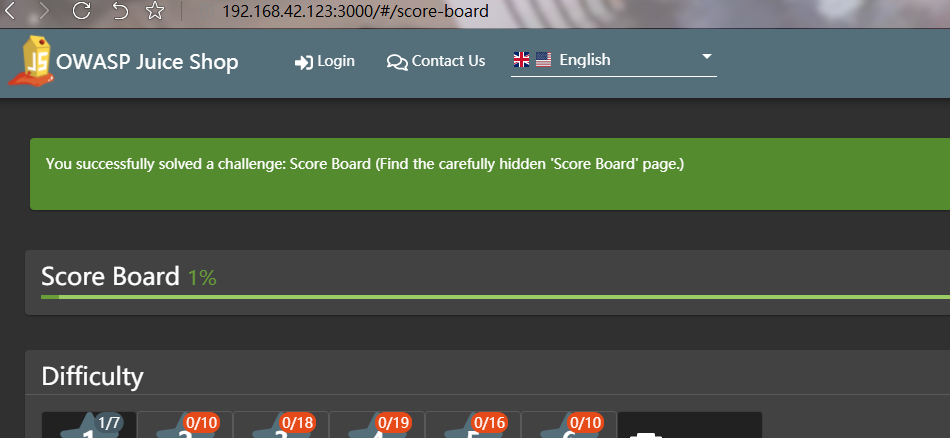 192.168.42.123:3000/#/score-board
OWASP Juice Shop Login Contact Us English
You successfully solved a challenge: Score Board (Find the carefully hidden 'Score Board' page.)
Score Board 1%
Difficulty
1/7 0/10 0/18 0/19 0/16 0/10
1 2 3 4 5 6